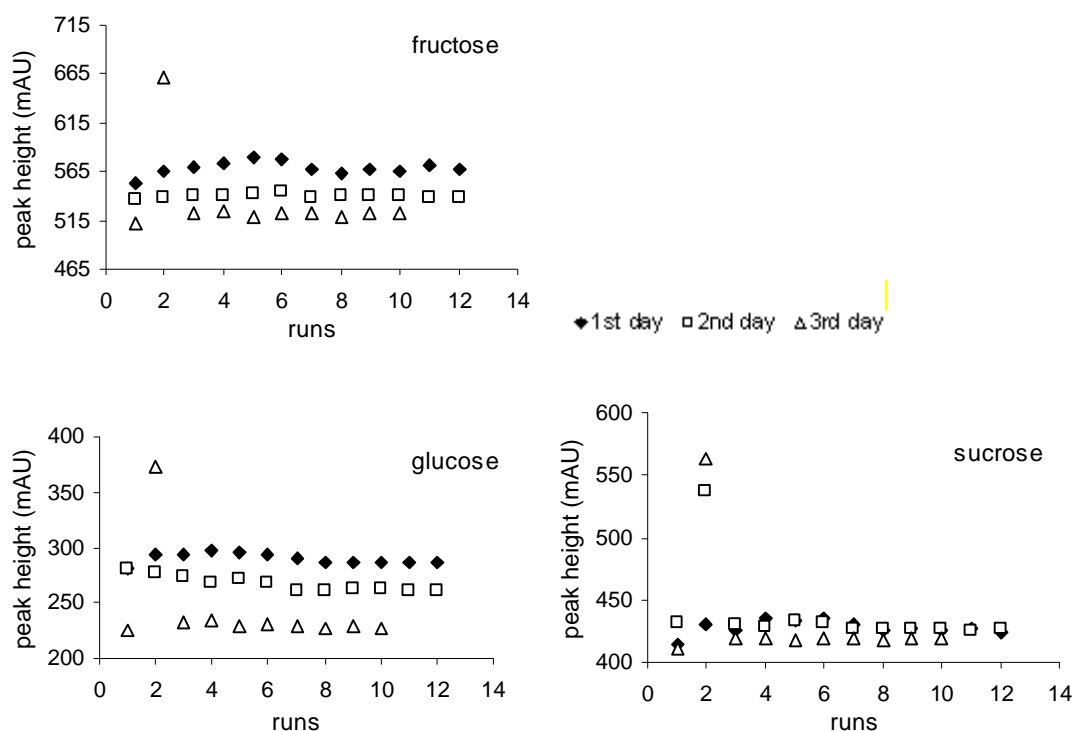 fructose
peak height (mAU)
715
665
615
565
515
465
0 2 4 6 8 10 12 14
runs
1st day 2nd day 3rd day
glucose
peak height (mAU)
400
350
300
250
200
0 2 4 6 8 10 12 14
runs
sucrose
peak height (mAU)
600
550
500
450
400
0 2 4 6 8 10 12 14
runs